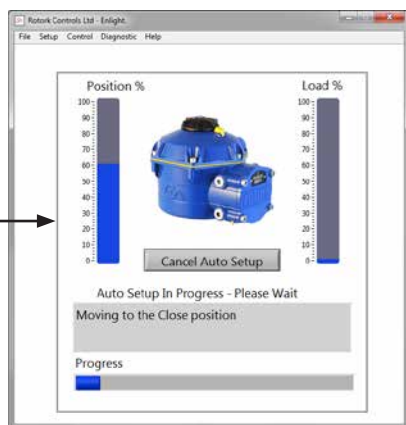 Rotork Controls Ltd - Enlight.
File Setup Control Diagnostic Help
Position % Load %
100 100
90 90
80 80
70 70
60 60
50 50
40 40
30 30
20 20
10 10
0 0
Cancel Auto Setup
Auto Setup In Progress - Please Wait
Moving to the Close position
Progress